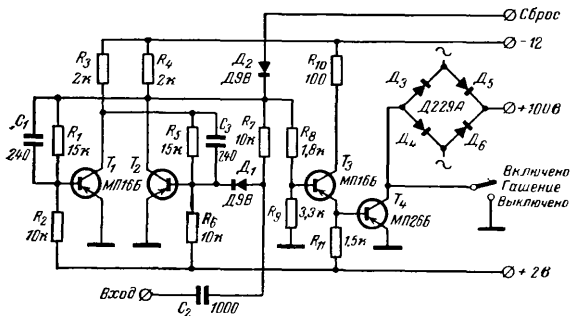 Сброс
-12
R3
2к
R4
2к
Д2
Д9В
R10
100
Д3
Д5
Д229А
+100В
Д4
Д6
C1
240
R1
15к
T1
МП16Б
T2
R5
15к
C3
240
R7
10к
R8
1,8к
T3
МП16Б
Д1
Д9В
T4
МП26Б
Включено
Гашение
Выключено
R2
10к
R6
10к
R9
3,3к
R11
1,5к
+2В
Вход
C2
1000